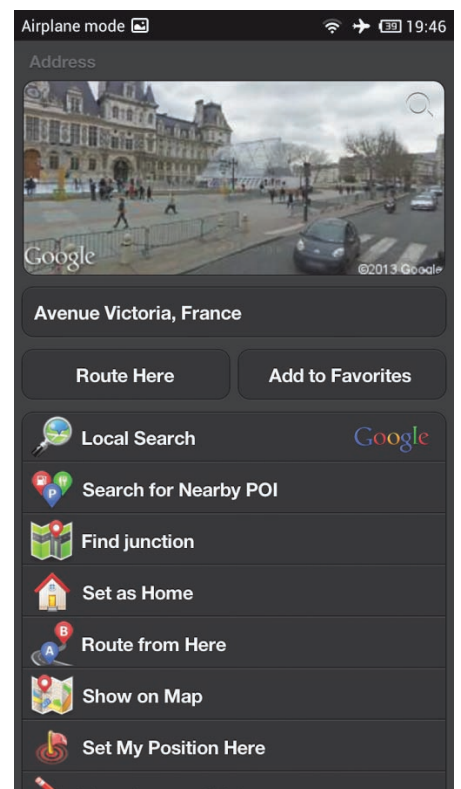 Airplane mode 39 19:46
Address
Google ©2013 Google
Avenue Victoria, France
Route Here Add to Favorites
Local Search Google
P Search for Nearby POI
Find junction
Set as Home
A B Route from Here
Show on Map
Set My Position Here